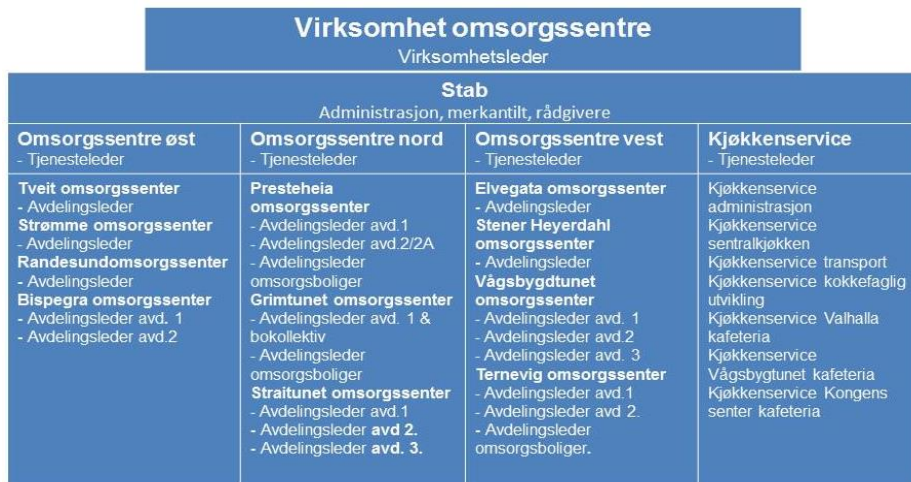 Virksomhet omsorgssentre
Virksomhetsleder
Stab
Administrasjon, merkantilt, rådgivere
Omsorgssentre øst
- Tjenesteleder
Tveit omsorgssenter
- Avdelingsleder
Strømme omsorgssenter
- Avdelingsleder
Randesundomsorgssenter
- Avdelingsleder
Bispegra omsorgssenter
- Avdelingsleder avd. 1
- Avdelingsleder avd.2
Omsorgssentre nord
- Tjenesteleder
Presteheia
omsorgssenter
- Avdelingsleder avd.1
- Avdelingsleder avd.2/2A
- Avdelingsleder
omsorgsboliger
Grimtunet omsorgssenter
- Avdelingsleder avd. 1 &
bokollektiv
- Avdelingsleder
omsorgsboliger
Straitunet omsorgssenter
- Avdelingsleder avd.1
- Avdelingsleder avd 2.
- Avdelingsleder avd. 3.
Omsorgssentre vest
- Tjenesteleder
Elvegata omsorgssenter
- Avdelingsleder
Stener Heyerdahl
omsorgssenter
- Avdelingsleder
Vågsbygdtunet
omsorgssenter
- Avdelingsleder avd. 1
- Avdelingsleder avd.2
- Avdelingsleder avd. 3
Ternevig omsorgssenter
- Avdelingsleder avd.1
- Avdelingsleder avd 2.
- Avdelingsleder
omsorgsboliger.
Kjøkkenservice
- Tjenesteleder
Kjøkkenservice
administrasjon
Kjøkkenservice
sentralkjøkken
Kjøkkenservice transport
Kjøkkenservice kokkefaglig
utvikling
Kjøkkenservice Valhalla
kafeteria
Kjøkkenservice
Vågsbygtunet kafeteria
Kjøkkenservice Kongens
senter kafeteria